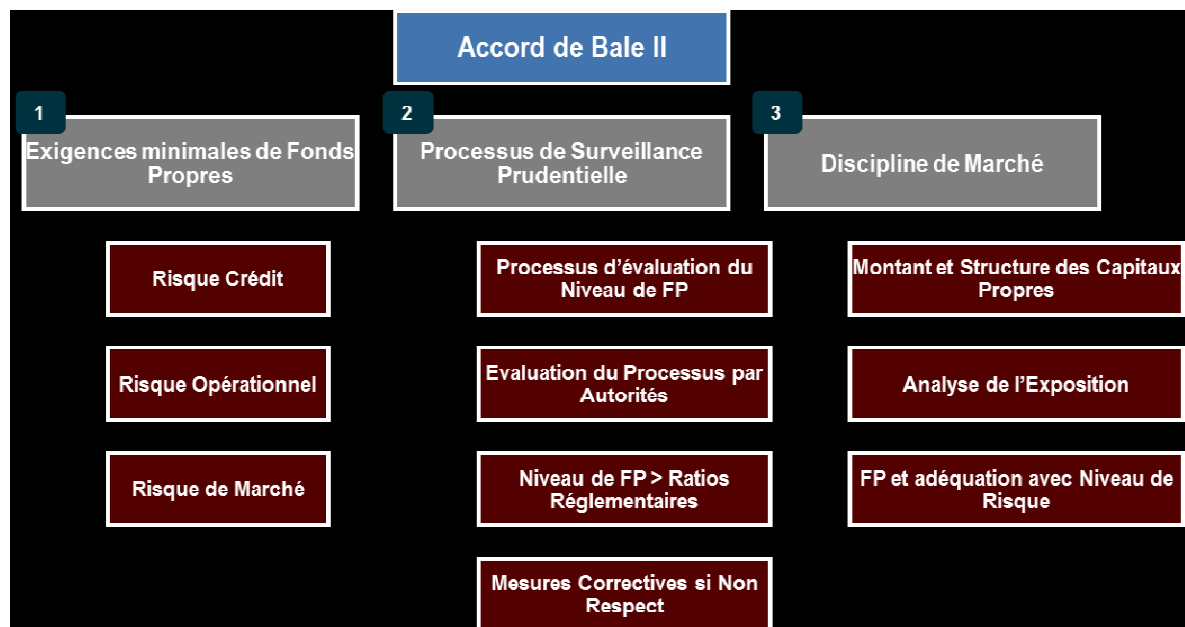 Accord de Bale II
1
Exigences minimales de Fonds
Propres
2
Processus de Surveillance
Prudentielle
3
Discipline de Marché
Risque Crédit
Risque Opérationnel
Risque de Marché
Processus d'évaluation du
Niveau de FP
Evaluation du Processus par
Autorités
Niveau de FP > Ratios
Réglementaires
Mesures Correctives si Non
Respect
Montant et Structure des Capitaux
Propres
Analyse de l'Exposition
FP et adéquation avec Niveau de
Risque